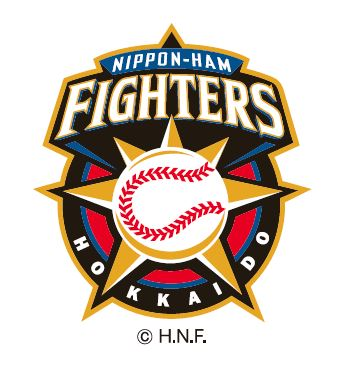 NIPPON-HAM
FIGHTERS
HOKKAIDO
© H.N.F.